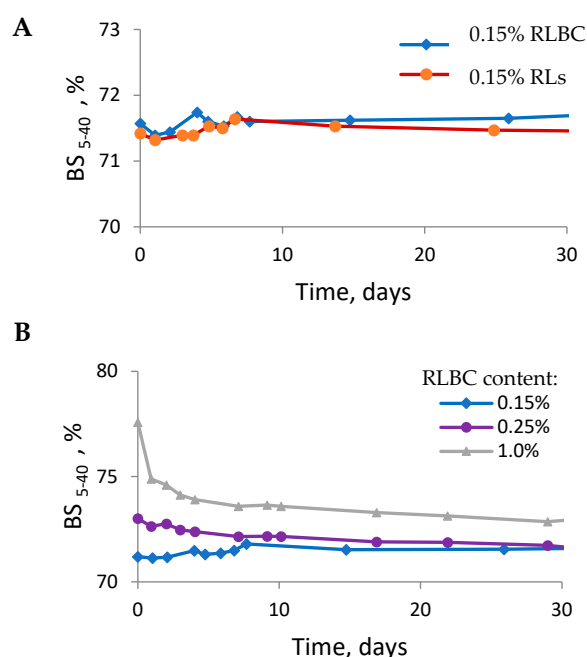 A
73
72
71
70
BS 5-40 , %
0.15% RLBC
0.15% RLs
0
10
20
30
Time, days
B
80
75
70
BS 5-40 , %
RLBC content:
0.15%
0.25%
1.0%
0
10
20
30
Time, days